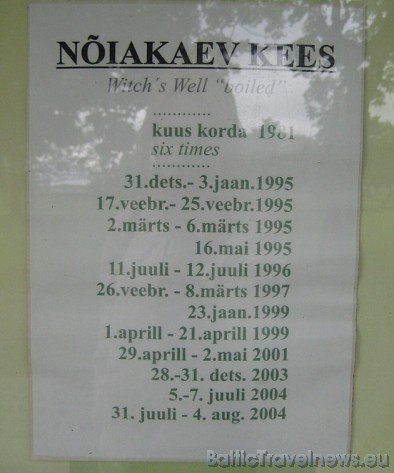 NÕIAKAEV KEES
Witch´s Well "boiled"
............
kuus korda 1981
six times
............
31.dets.- 3.jaan.1995
17.veebr.- 25.veebr.1995
2.märts - 6.märts 1995
16.mai 1995
11.juuli - 12.juuli 1996
26.veebr. - 8.märts 1997
23.jaan.1999
1.aprill - 21.aprill 1999
29.aprill - 2.mai 2001
28.-31. dets. 2003
5.-7. juuli 2004
31. juuli - 4. aug. 2004
BalticTravelnews.eu